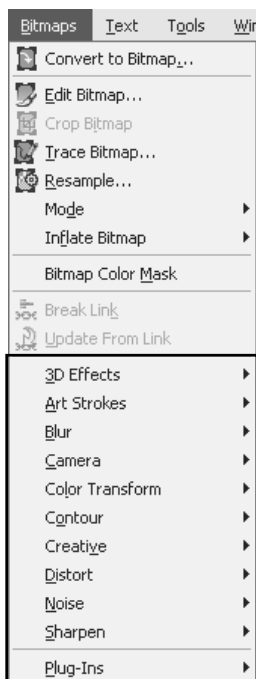 Bitmaps Text Tools
Convert to Bitmap...
Edit Bitmap...
Crop Bitmap
Trace Bitmap...
Resample...
Mode
Inflate Bitmap
Bitmap Color Mask
Break Link
Update From Link
3D Effects
Art Strokes
Blur
Camera
Color Transform
Contour
Creative
Distort
Noise
Sharpen
Plug-Ins